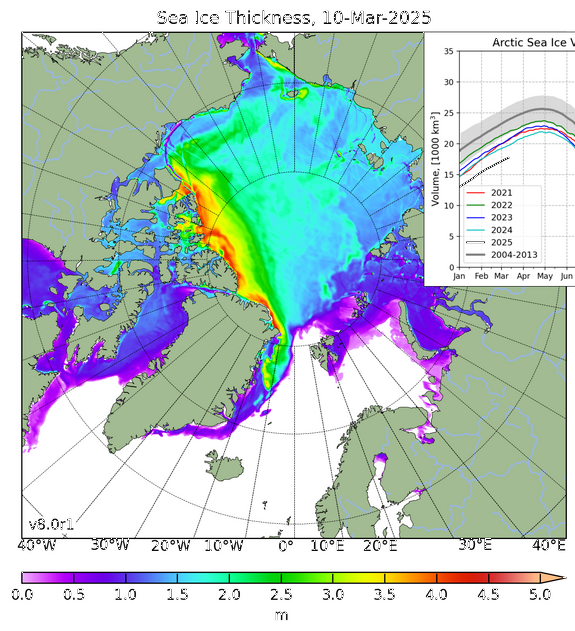 Sea Ice Thickness, 10-Mar-2025
Arctic Sea Ice V
Volume, [1000 km³]
35
30
25
20
15
10
5
0
2021
2022
2023
2024
2025
2004-2013
Jan Feb Mar Apr May Jun
v8.0r1
40°W 30°W 20°W 10°W 0° 10°E 20°E 30°E 40°E
0.0 0.5 1.0 1.5 2.0 2.5 3.0 3.5 4.0 4.5 5.0
m